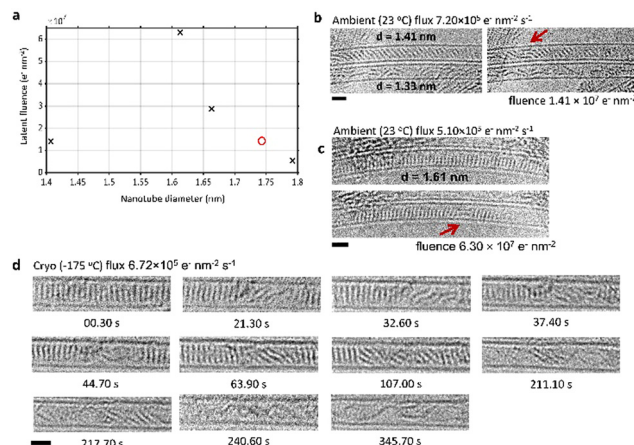 a
×10⁷
Latent fluence (e⁻ nm⁻²)
6
5
4
3
2
1
0
1.4 1.45 1.5 1.55 1.6 1.65 1.7 1.75 1.8
Nanotube diameter (nm)
b
Ambient (23 °C) flux 7.20×10⁵ e⁻ nm⁻² s⁻¹
d = 1.41 nm
d = 1.33 nm
fluence 1.41 × 10⁷ e⁻ nm⁻²
Ambient (23 °C) flux 5.10×10⁵ e⁻ nm⁻² s⁻¹
c
d = 1.61 nm
fluence 6.30 × 10⁷ e⁻ nm⁻²
d Cryo (-175 °C) flux 6.72×10⁵ e⁻ nm⁻² s⁻¹
00.30 s 21.30 s 32.60 s 37.40 s
44.70 s 63.90 s 107.00 s 211.10 s
217.70 s 240.60 s 345.70 s